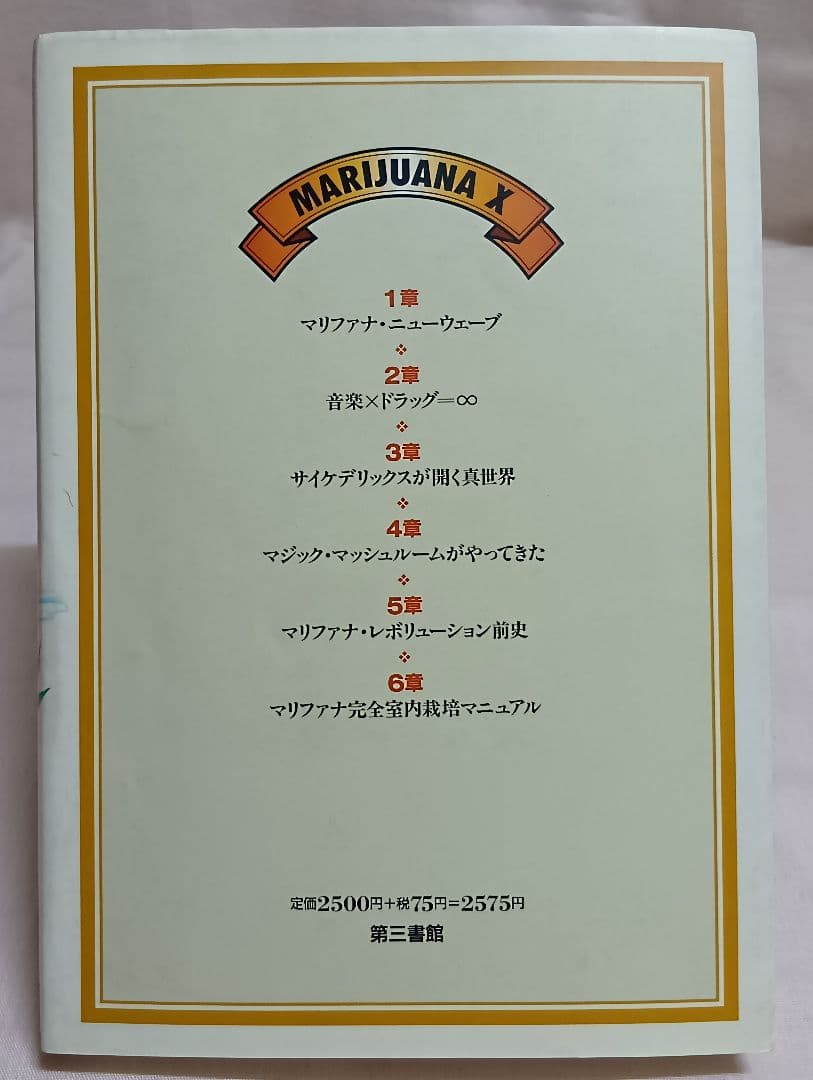 MARIJUANA X
1章
マリファナ・ニューウェーブ
2章
音楽×ドラッグ=∞
3章
サイケデリックスが開く真世界
4章
マジック・マッシュルームがやってきた
5章
マリファナ・レボリューション前史
6章
マリファナ完全室内栽培マニュアル
定価2500円+税75円=2575円
第三書館